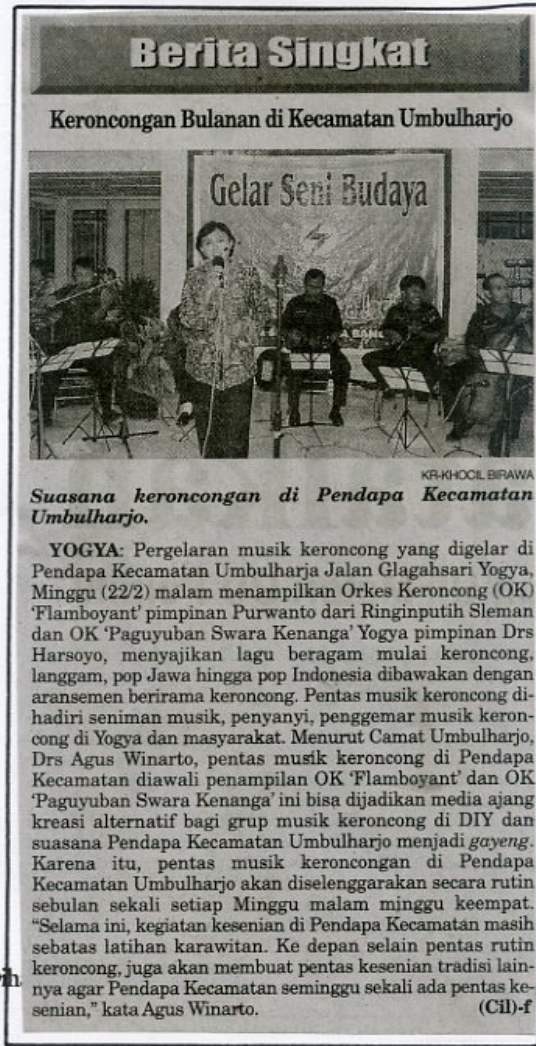 Berita Singkat
Keroncongan Bulanan di Kecamatan Umbulharjo
Gelar Seni Budaya
KR-KHOCIL BIRAWA
Suasana keroncongan di Pendapa Kecamatan
Umbulharjo.
YOGYA: Pergelaran musik keroncong yang digelar di
Pendapa Kecamatan Umbulharja Jalan Glagahsari Yogya,
Minggu (22/2) malam menampilkan Orkes Keroncong (OK)
'Flamboyant' pimpinan Purwanto dari Ringinputih Sleman
dan OK 'Paguyuban Swara Kenanga' Yogya pimpinan Drs
Harsoyo, menyajikan lagu beragam mulai keroncong,
langgam, pop Jawa hingga pop Indonesia dibawakan dengan
aransemen berirama keroncong. Pentas musik keroncong di-
hadiri seniman musik, penyanyi, penggemar musik keron-
cong di Yogya dan masyarakat. Menurut Camat Umbulharjo,
Drs Agus Winarto, pentas musik keroncong di Pendapa
Kecamatan diawali penampilan OK 'Flamboyant' dan OK
'Paguyuban Swara Kenanga' ini bisa dijadikan media ajang
kreasi alternatif bagi grup musik keroncong di DIY dan
suasana Pendapa Kecamatan Umbulharjo menjadi gayeng.
Karena itu, pentas musik keroncongan di Pendapa
Kecamatan Umbulharjo akan diselenggarakan secara rutin
sebulan sekali setiap Minggu malam minggu keempat.
"Selama ini, kegiatan kesenian di Pendapa Kecamatan masih
sebatas latihan karawitan. Ke depan selain pentas rutin
keroncong, juga akan membuat pentas kesenian tradisi lain-
nya agar Pendapa Kecamatan seminggu sekali ada pentas ke-
senian," kata Agus Winarto. (Cil)-f